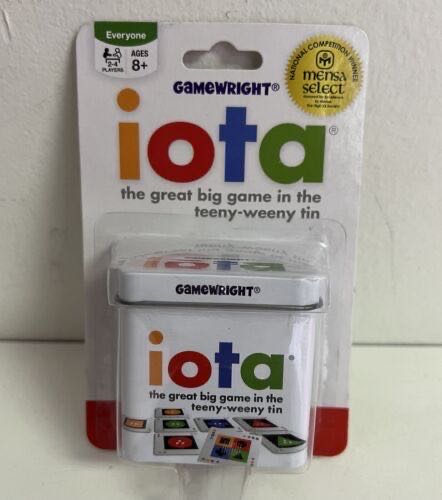 Everyone
2-4
PLAYERS
AGES
8+
GAMEWRIGHT®
NATIONAL COMPETITION WINNER
mensa
select®
iota®
the great big game in the
teeny-weeny tin
GAMEWRIGHT®
iota®
the great big game in the
teeny-weeny tin